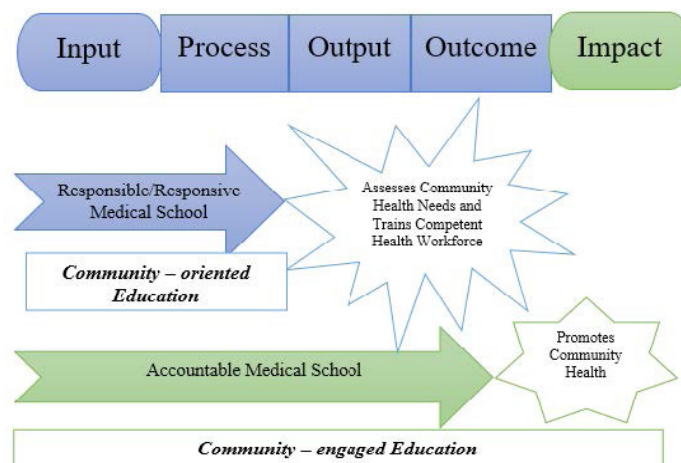 Input
Process
Output
Outcome
Impact
Responsible/Responsive
Medical School
Assesses Community
Health Needs and
Trains Competent
Health Workforce
Community – oriented
Education
Accountable Medical School
Promotes
Community
Health
Community – engaged Education